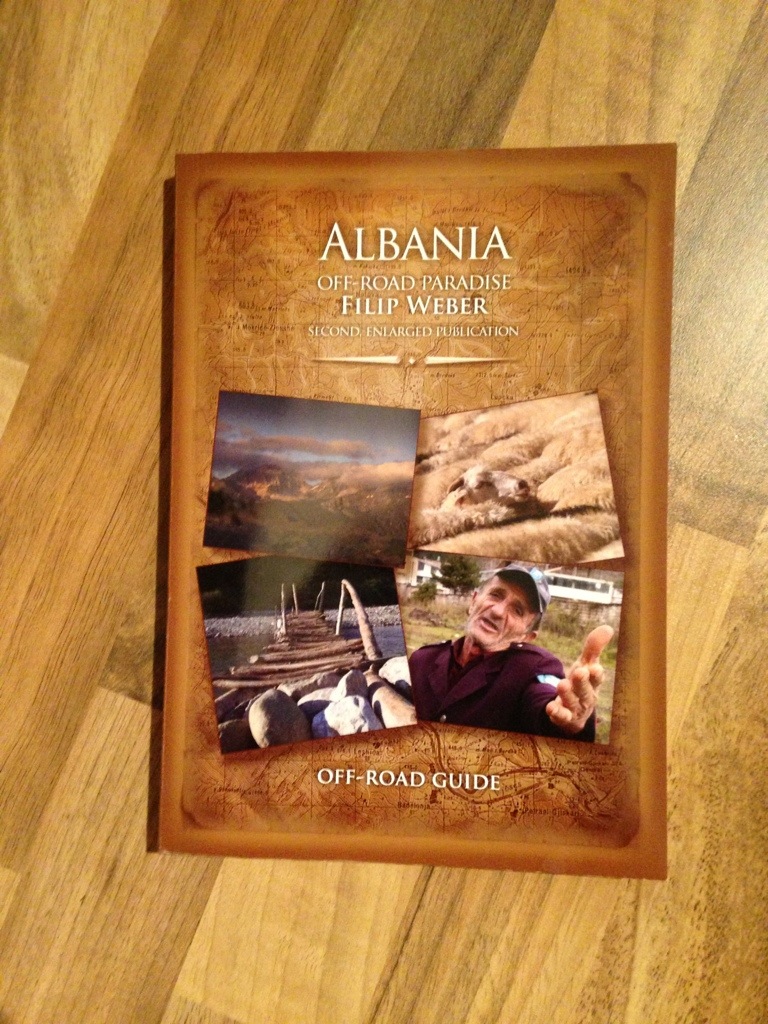 ALBANIA
OFF-ROAD PARADISE
FILIP WEBER
SECOND, ENLARGED PUBLICATION
OFF-ROAD GUIDE